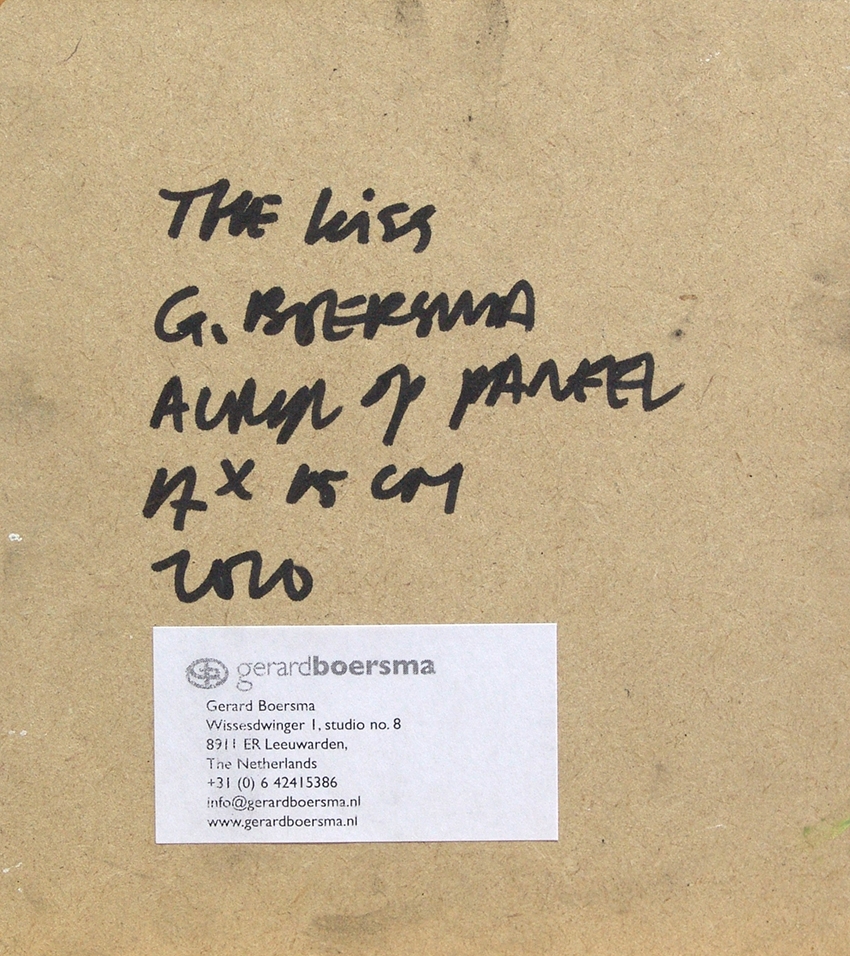 THE kiss
G. BOERSMA
ACRYL OP PANEEL
17 x 15 CM
2020
gerardboersma
Gerard Boersma
Wissesdwinger 1, studio no. 8
8911 ER Leeuwarden,
The Netherlands
+31 (0) 6 42415386
info@gerardboersma.nl
www.gerardboersma.nl